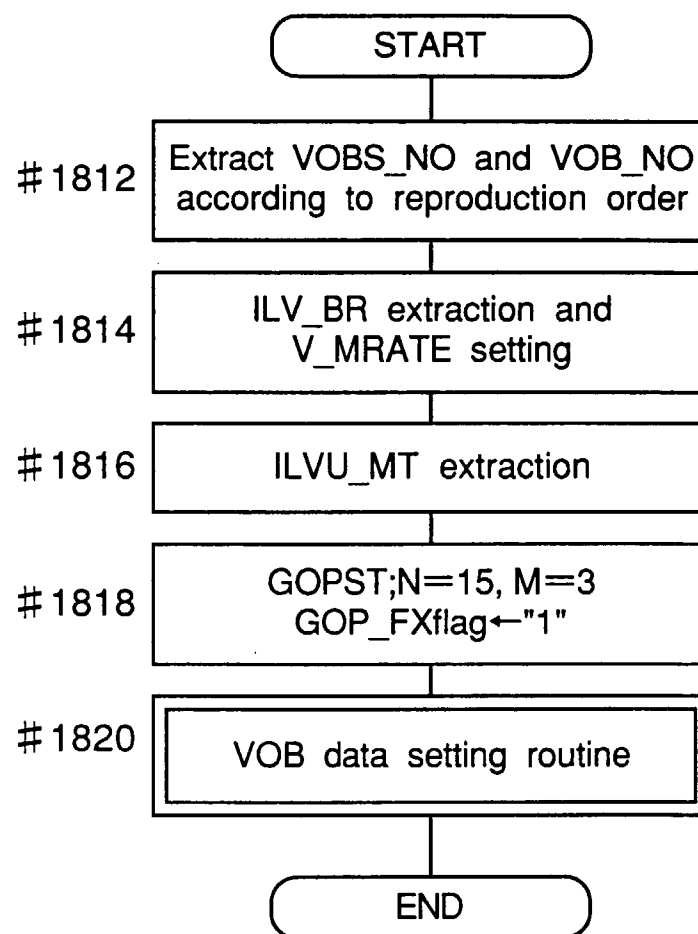 START
#1812
Extract VOBS_NO and VOB_NO
according to reproduction order
#1814
ILV_BR extraction and
V_MRATE setting
#1816
ILVU_MT extraction
#1818
GOPST;N=15, M=3
GOP_FXflag←"1"
#1820
VOB data setting routine
END